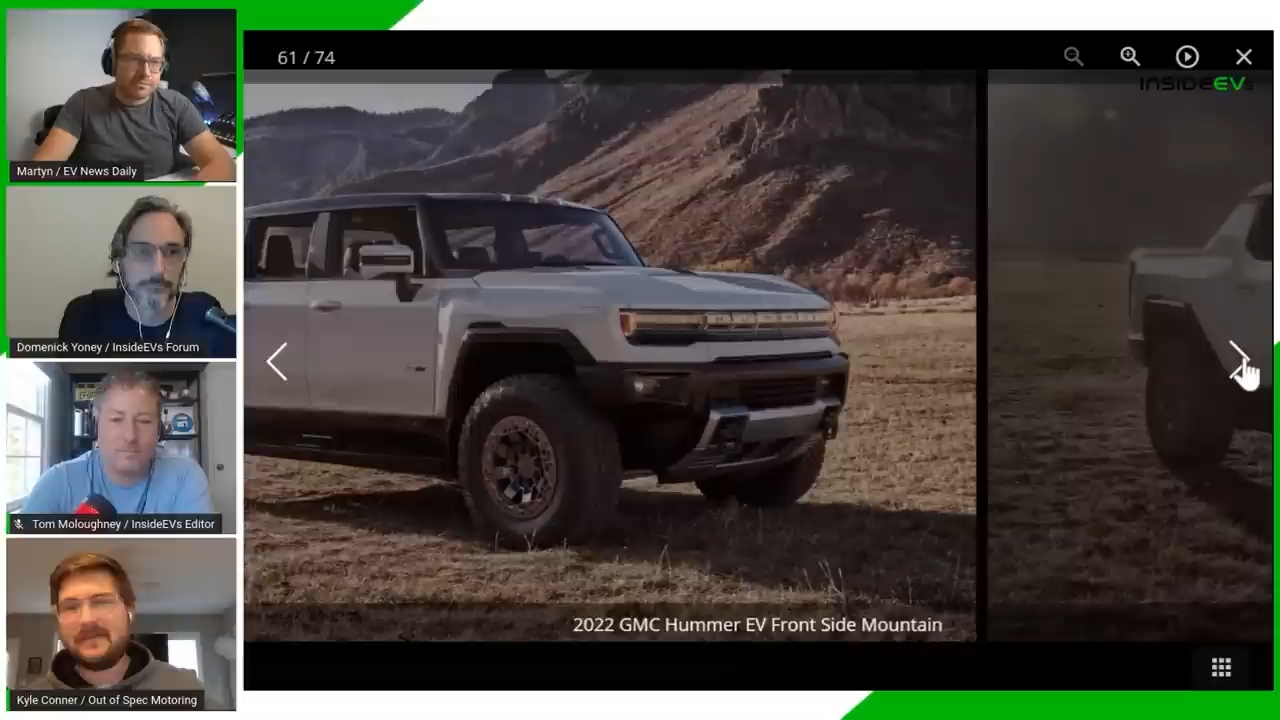 Martyn / EV News Daily
Domenick Yoney / InsideEVs Forum
Tom Moloughney / InsideEVs Editor
Kyle Conner / Out of Spec Motoring
61 / 74
INSIDEEVs
HUMMER
2022 GMC Hummer EV Front Side Mountain